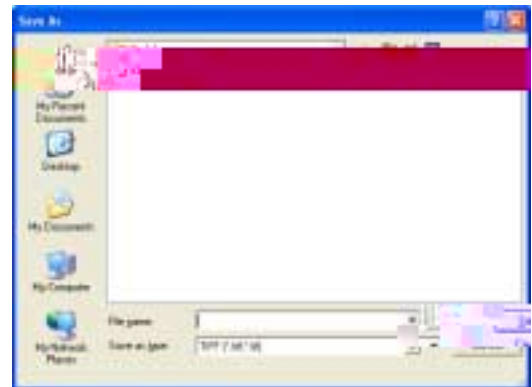 Save As
My Recent
Documents
Desktop
My Documents
My Computer
File name:
My Network
Save as type:
Places